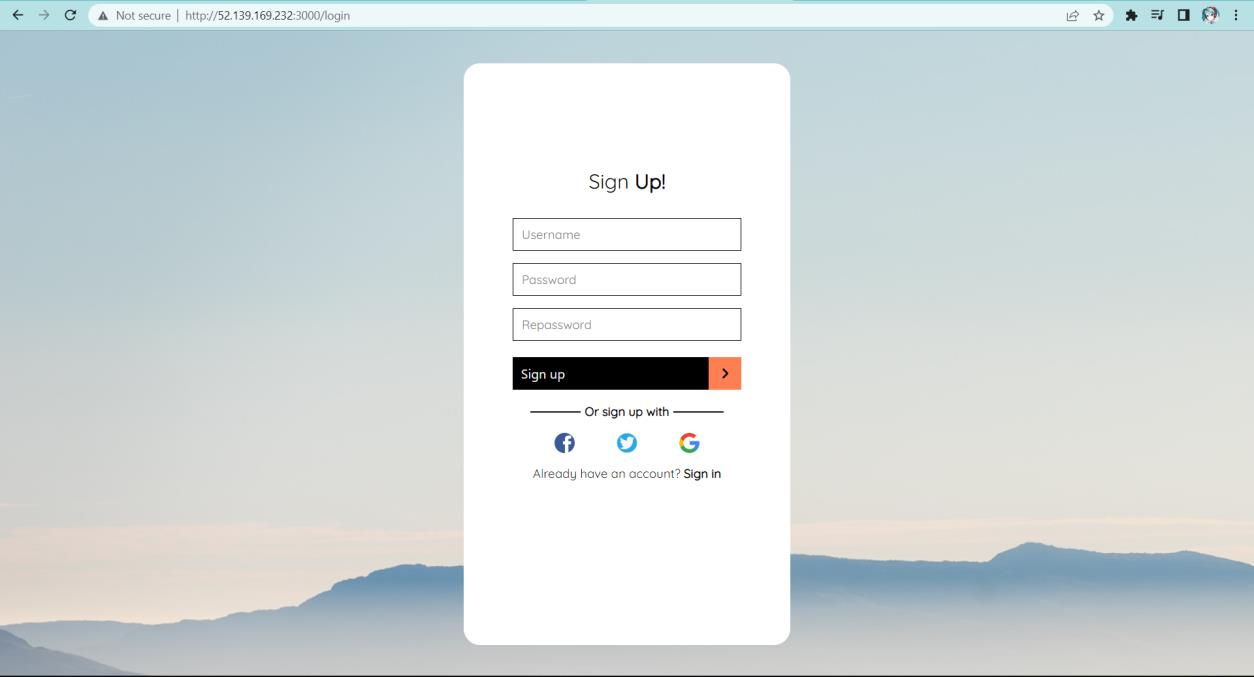 Not secure | http://52.139.169.232:3000/login
Sign Up!
Username
Password
Repassword
Sign up
Or sign up with
Already have an account? Sign in